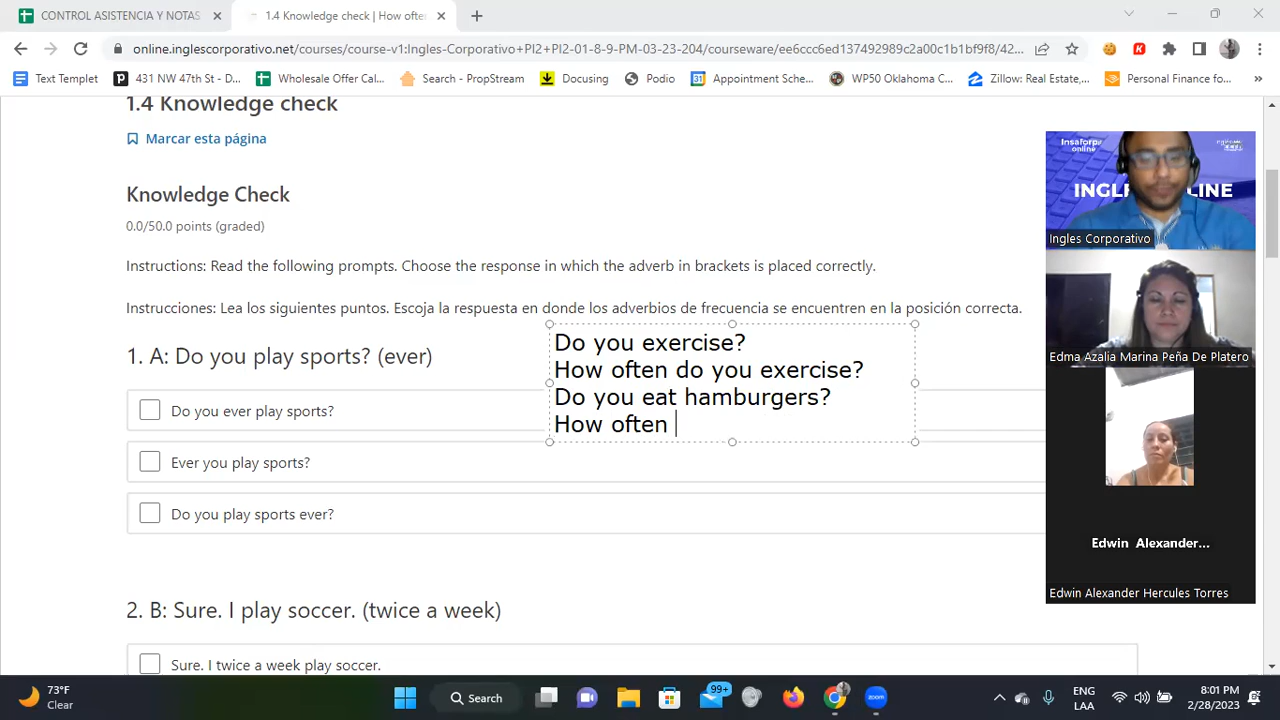 CONTROL ASISTENCIA Y NOTAS
1.4 Knowledge check | How ofte
online.inglescorporativo.net/courses/course-v1:Ingles-Corporativo+PI2+PI2-01-8-9-PM-03-23-204/courseware/ee6ccc6ed137492989c2a00c1b1bf9f8/42...
Text Templet
431 NW 47th St - D...
Wholesale Offer Cal...
Search - PropStream
Docusing
Podio
Appointment Sche...
WP50 Oklahoma C...
Zillow: Real Estate,...
Personal Finance fo...
1.4 Knowledge check
Marcar esta página
Knowledge Check
0.0/50.0 points (graded)
Instructions: Read the following prompts. Choose the response in which the adverb in brackets is placed correctly.
Instrucciones: Lea los siguientes puntos. Escoja la respuesta en donde los adverbios de frecuencia se encuentren en la posición correcta.
1. A: Do you play sports? (ever)
Do you ever play sports?
Ever you play sports?
Do you play sports ever?
2. B: Sure. I play soccer. (twice a week)
Sure. I twice a week play soccer.
Do you exercise?
How often do you exercise?
Do you eat hamburgers?
How often
Insaforp
online
INGL
LINE
Ingles Corporativo
Edma Azalia Marina Peña De Platero
Edwin Alexander...
Edwin Alexander Hercules Torres
73°F
Clear
Search
99+
ENG
LAA
8:01 PM
2/28/2023